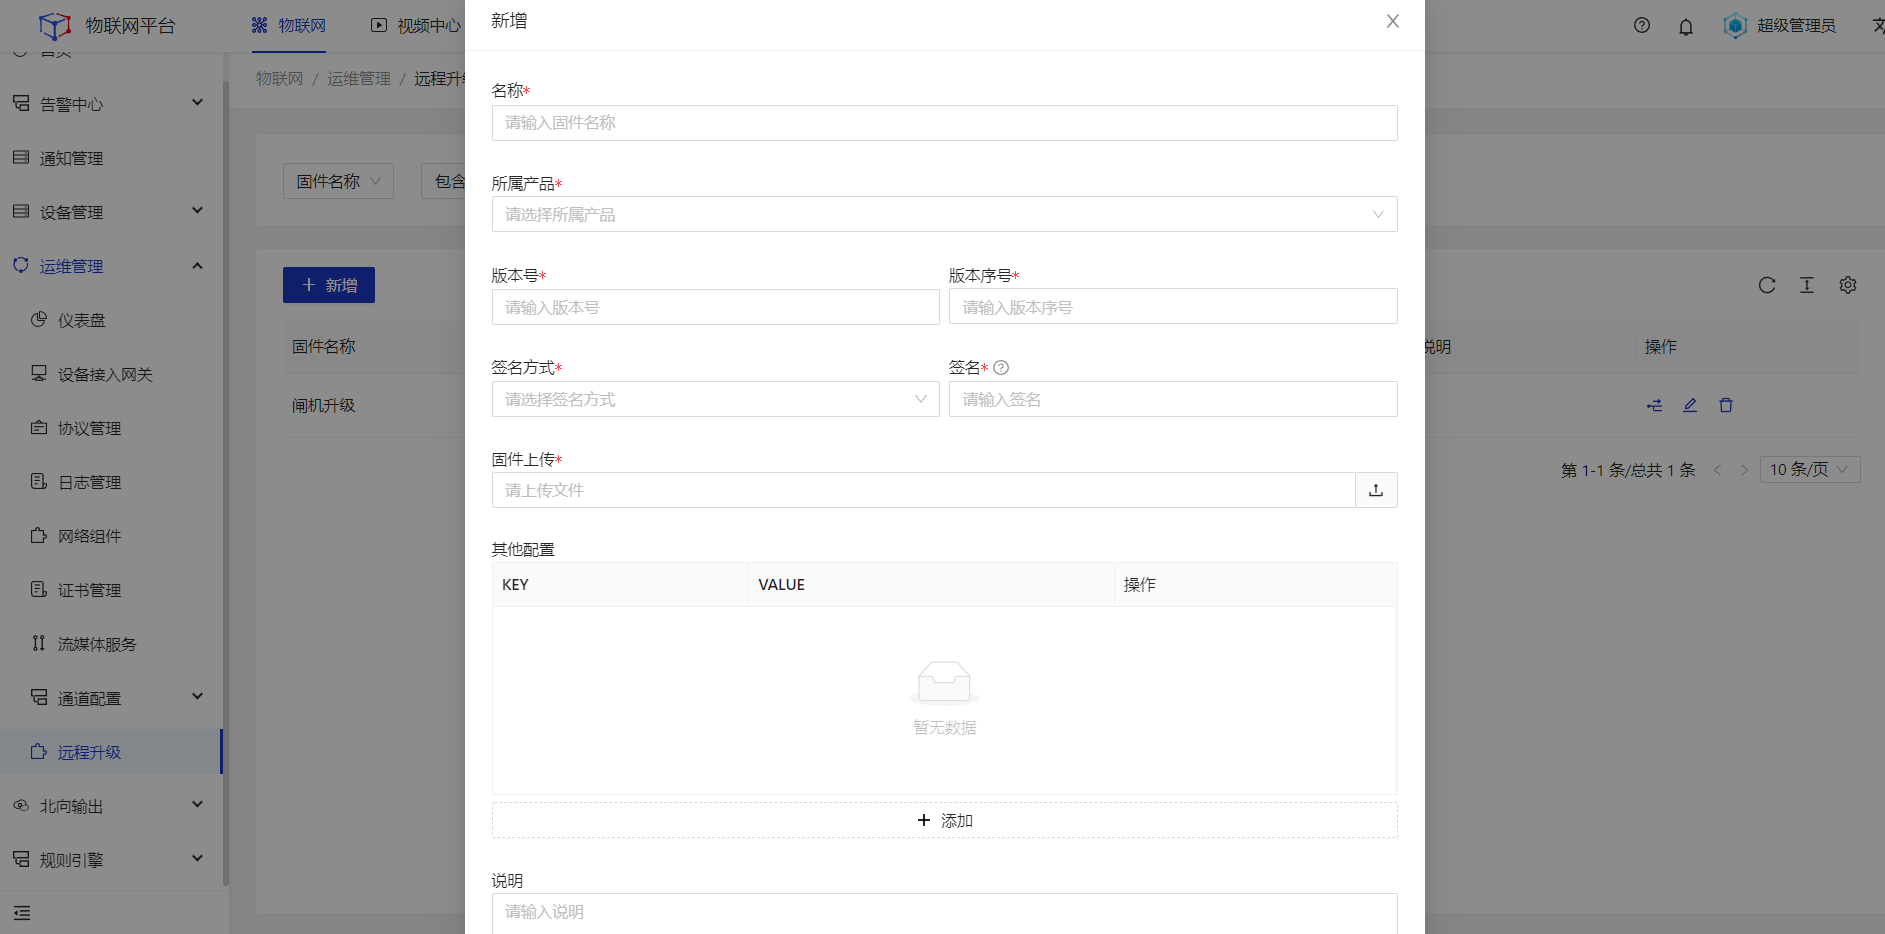 物联网平台
物联网
视频中心
超级管理员
首页
告警中心
通知管理
设备管理
运维管理
仪表盘
设备接入网关
协议管理
日志管理
网络组件
证书管理
流媒体服务
通道配置
远程升级
北向输出
规则引擎
物联网 / 运维管理 / 远程升级
固件名称
包含
新增
固件名称
说明
操作
闸机升级
第 1-1 条/总共 1 条
10 条/页
新增
名称*
请输入固件名称
所属产品*
请选择所属产品
版本号*
版本序号*
请输入版本号
请输入版本序号
签名方式*
签名*
请选择签名方式
请输入签名
固件上传*
请上传文件
其他配置
KEY
VALUE
操作
暂无数据
添加
说明
请输入说明